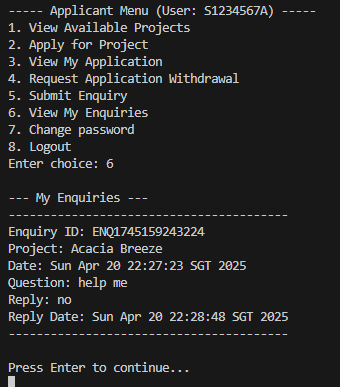 ----- Applicant Menu (User: S1234567A) -----
1. View Available Projects
2. Apply for Project
3. View My Application
4. Request Application Withdrawal
5. Submit Enquiry
6. View My Enquiries
7. Change password
8. Logout
Enter choice: 6
--- My Enquiries ---
----------------------------------------
Enquiry ID: ENQ1745159243224
Project: Acacia Breeze
Date: Sun Apr 20 22:27:23 SGT 2025
Question: help me
Reply: no
Reply Date: Sun Apr 20 22:28:48 SGT 2025
----------------------------------------
Press Enter to continue...